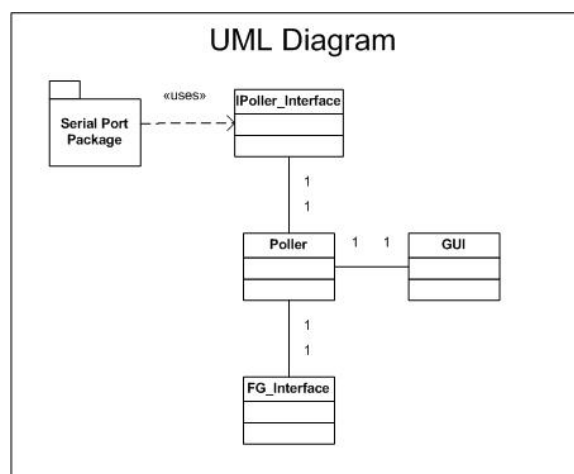 UML Diagram
«uses»
IPoller_Interface
Serial Port
Package
1
1
Poller
1 1
GUI
1
1
FG_Interface